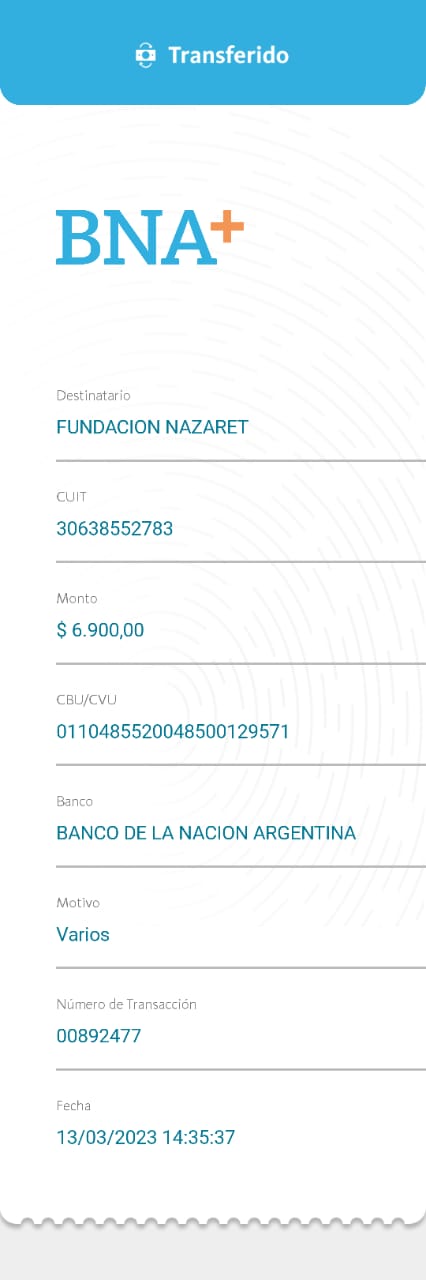 Transferido
BNA+
Destinatario
FUNDACION NAZARET
CUIT
30638552783
Monto
$ 6.900,00
CBU/CVU
0110485520048500129571
Banco
BANCO DE LA NACION ARGENTINA
Motivo
Varios
Número de Transacción
00892477
Fecha
13/03/2023 14:35:37